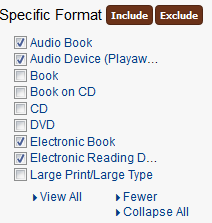 Specific Format Include Exclude
Audio Book
Audio Device (Playaw...
Book
Book on CD
CD
DVD
Electronic Book
Electronic Reading D...
Large Print/Large Type
View All Fewer
Collapse All